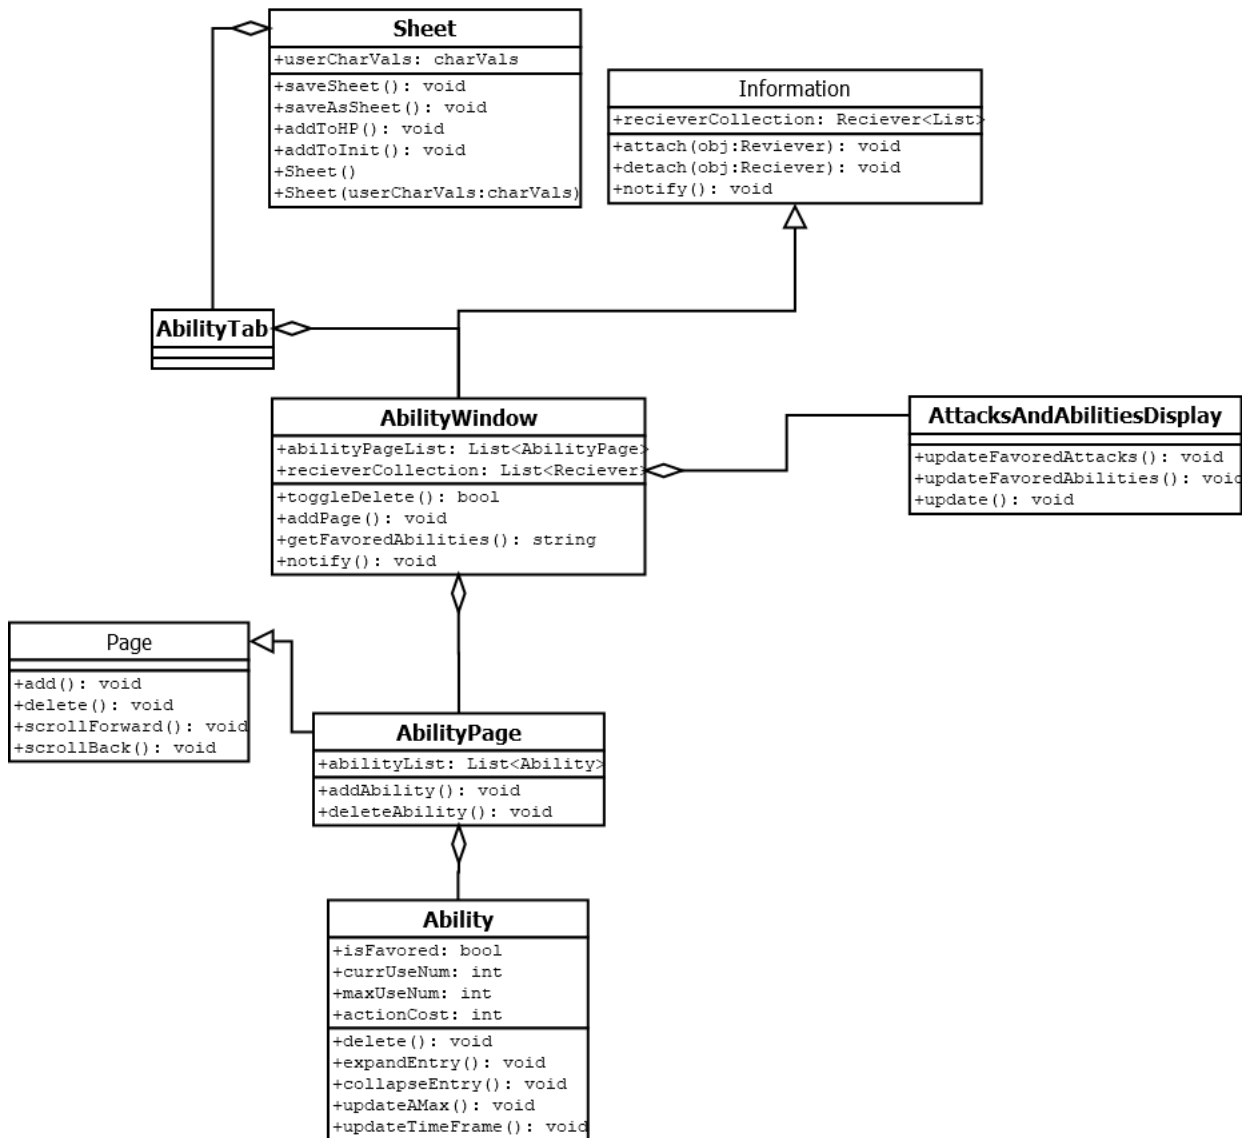 Sheet
+userCharVals: charVals
+saveSheet(): void
+saveAsSheet(): void
+addToHP(): void
+addToInit(): void
+Sheet()
+Sheet(userCharVals:charVals)
Information
+recieverCollection: Reciever<List>
+attach(obj:Reviever): void
+detach(obj:Reciever): void
+notify(): void
AbilityTab
AbilityWindow
+abilityPageList: List<AbilityPage>
+recieverCollection: List<Reciever>
+toggleDelete(): bool
+addPage(): void
+getFavoredAbilities(): string
+notify(): void
AttacksAndAbilitiesDisplay
+updateFavoredAttacks(): void
+updateFavoredAbilities(): void
+update(): void
Page
+add(): void
+delete(): void
+scrollForward(): void
+scrollBack(): void
AbilityPage
+abilityList: List<Ability>
+addAbility(): void
+deleteAbility(): void
Ability
+isFavored: bool
+currUseNum: int
+maxUseNum: int
+actionCost: int
+delete(): void
+expandEntry(): void
+collapseEntry(): void
+updateAMax(): void
+updateTimeFrame(): void